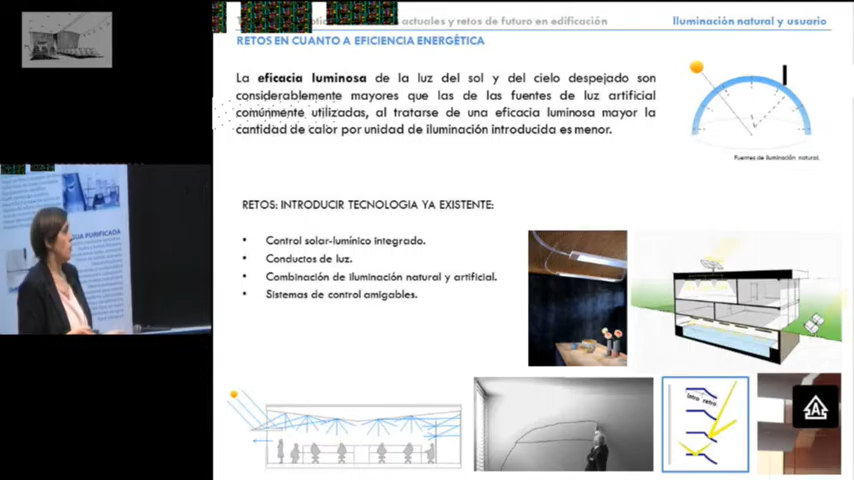 actuales y retos de futuro en edificación
Iluminación natural y usuario
RETOS EN CUANTO A EFICIENCIA ENERGÉTICA
La eficacia luminosa de la luz del sol y del cielo despejado son
considerablemente mayores que las de las fuentes de luz artificial
comúnmente utilizadas, al tratarse de una eficacia luminosa mayor la
cantidad de calor por unidad de iluminación introducida es menor.
Fuentes de iluminación natural.
RETOS: INTRODUCIR TECNOLOGIA YA EXISTENTE:
• Control solar-lumínico integrado.
• Conductos de luz.
• Combinación de iluminación natural y artificial.
• Sistemas de control amigables.
UA PURIFICADA
Intro retro
A